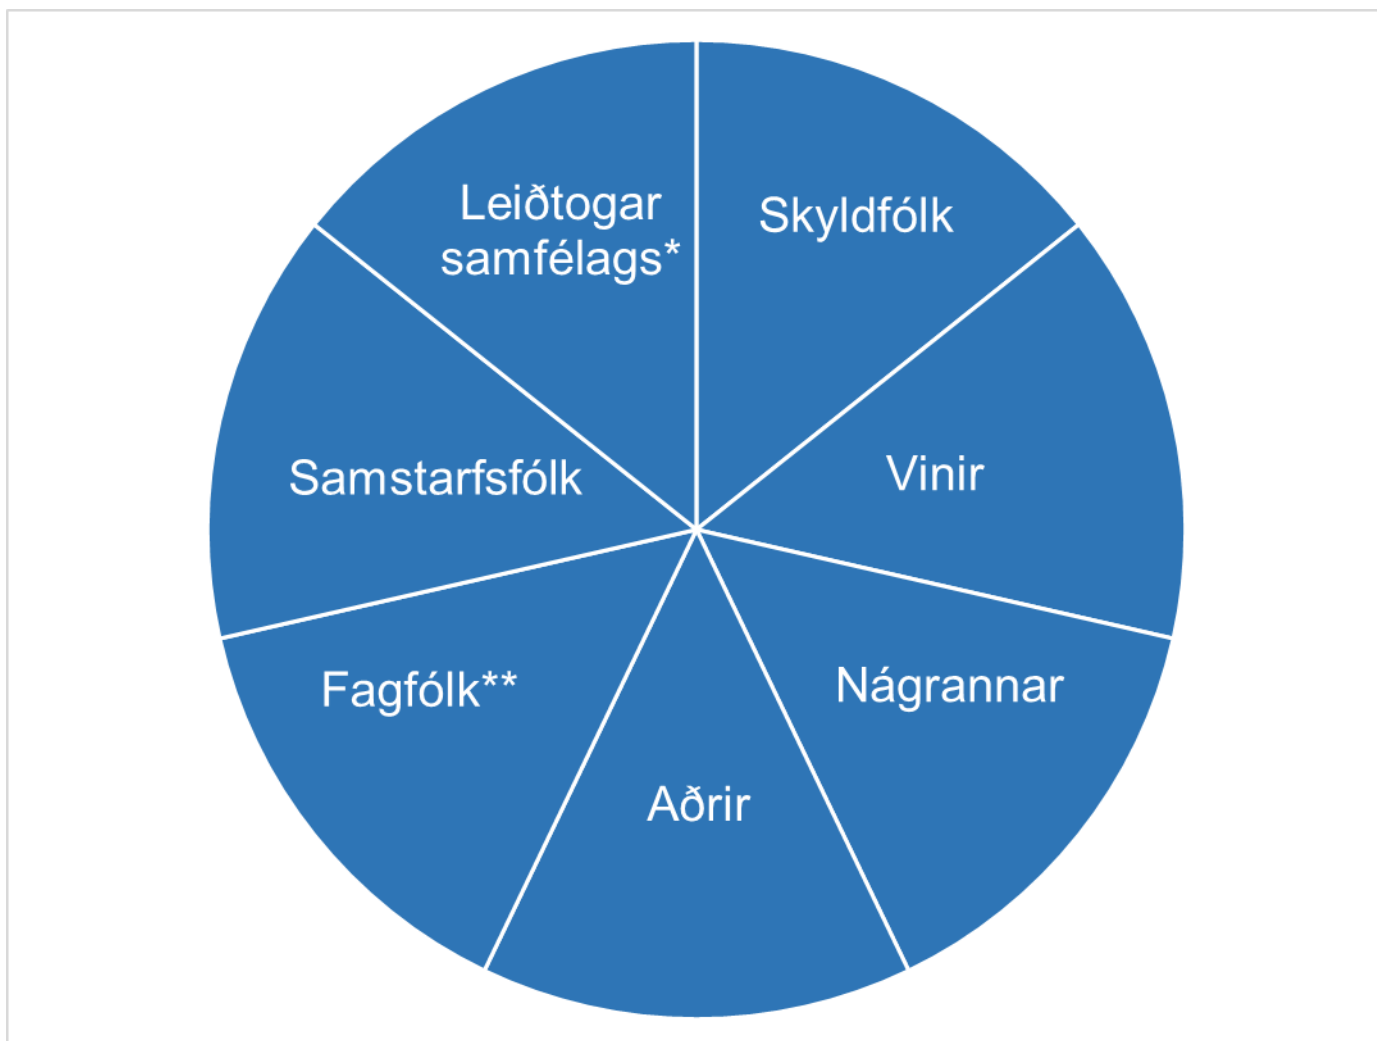 Leiðtogar
samfélags*
Skyldfólk
Samstarfsfólk
Vinir
Fagfólk**
Nágrannar
Aðrir